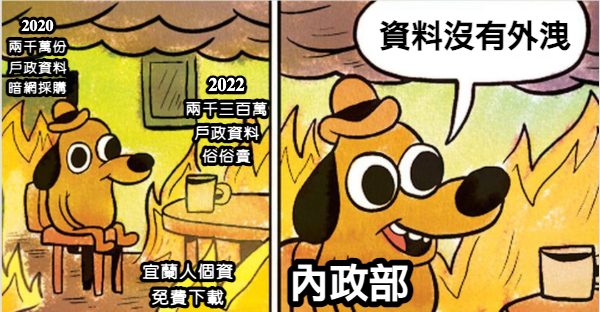 2020
兩千萬份
戶政資料
暗網採購
2022
兩千三百萬
戶政資料
俗俗賣
宜蘭人個資
免費下載
資料沒有外洩
內政部